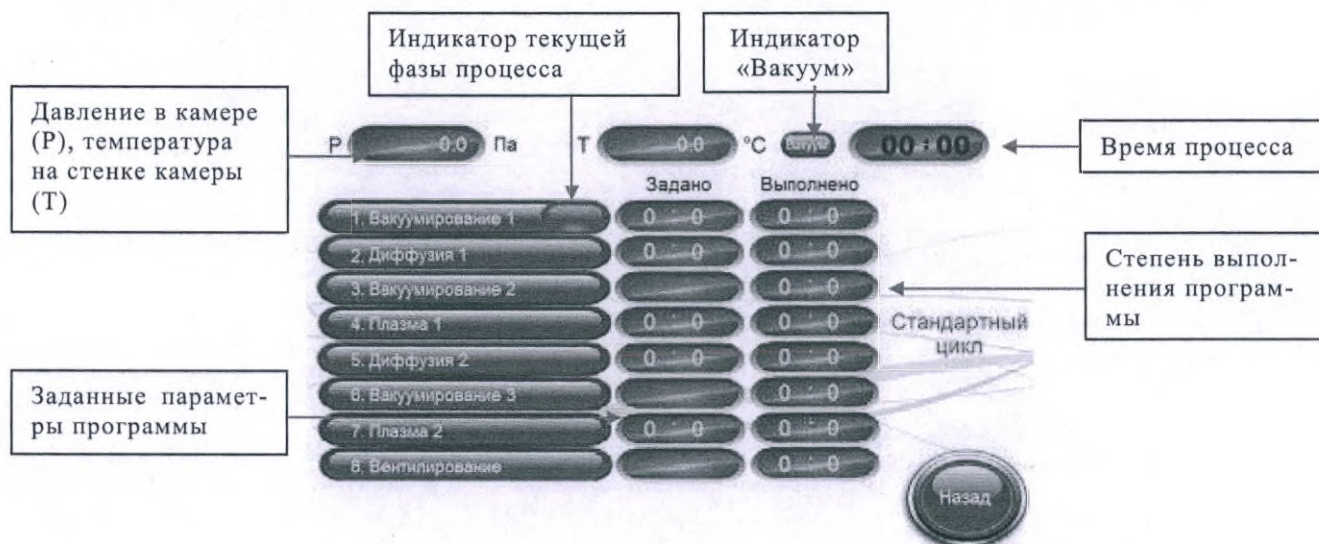 Индикатор текущей
фазы процесса
Индикатор
«Вакуум»
Давление в камере
(P), температура
на стенке камеры
(T)
P 0.0 Па T 0.0 °C Вакуум 00:00
Время процесса
Задано Выполнено
1. Вакуумирование 1 0 : 0 0 : 0
2. Диффузия 1 0 : 0 0 : 0
3. Вакуумирование 2 0 : 0
4. Плазма 1 0 : 0 0 : 0
5. Диффузия 2 0 : 0 0 : 0
6. Вакуумирование 3 0 : 0
7. Плазма 2 0 : 0 0 : 0
8. Вентилирование 0 : 0
Степень выпол-
нения програм-
мы
Стандартный
цикл
Заданные парамет-
ры программы
Назад